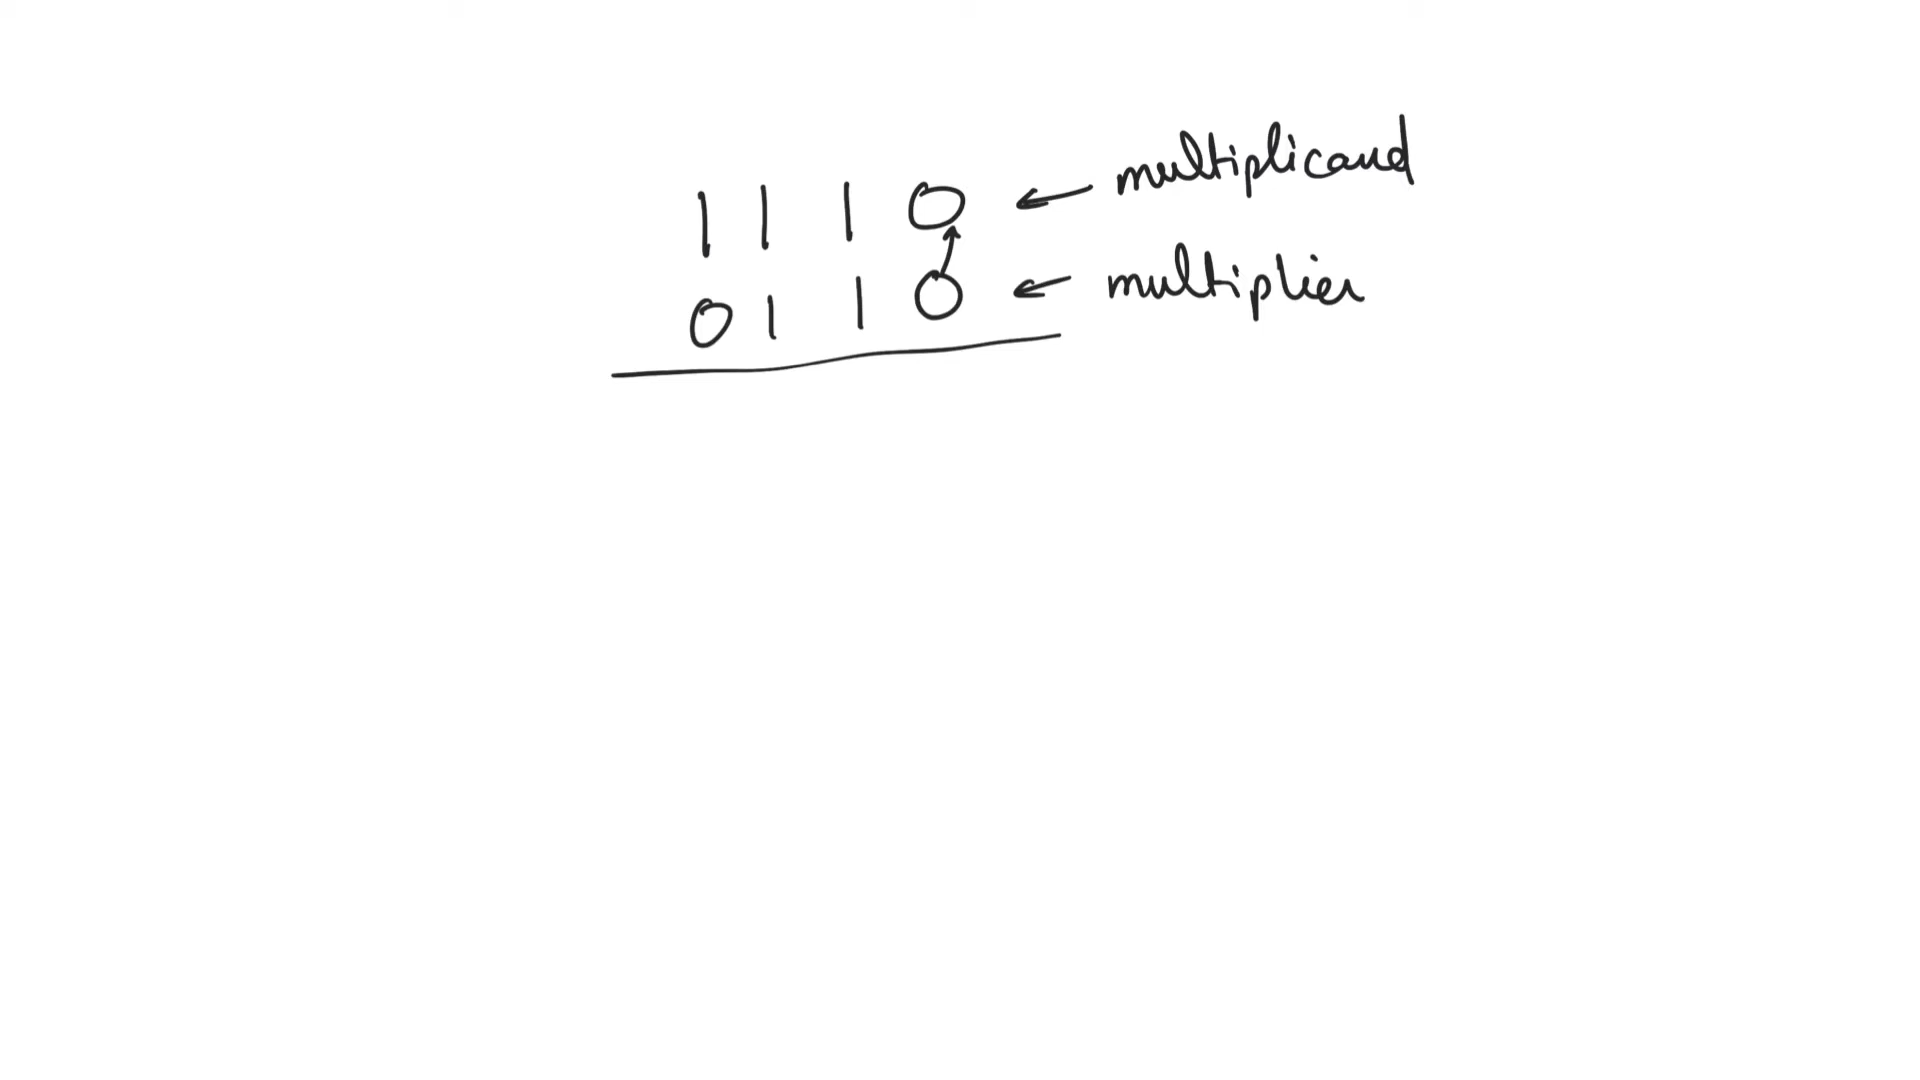 1 1 1 0 ← multiplicand
0 1 1 0 ← multiplier